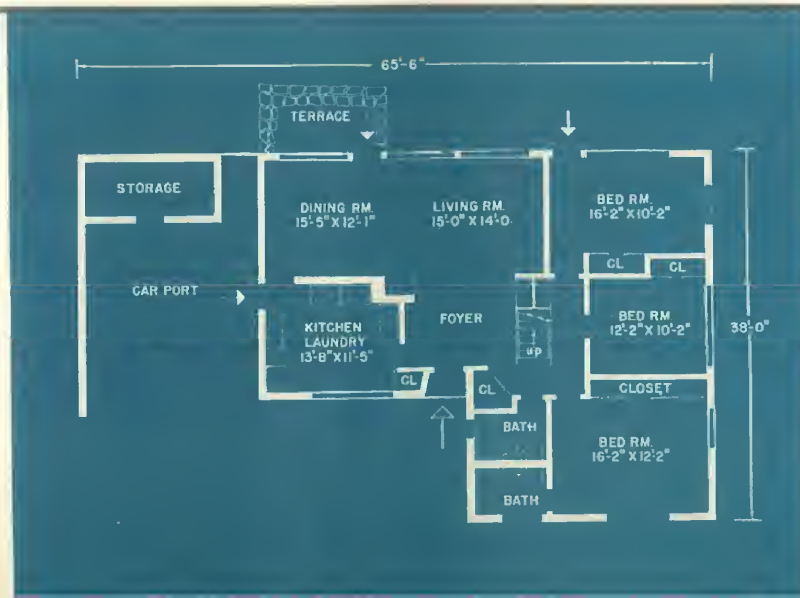 65'-6"
TERRACE
STORAGE
DINING RM.
15'-5" X 12'-1"
LIVING RM.
15'-0" X 14'-0
BED RM.
16'-2" X 10'-2"
CL
CL
CAR PORT
FOYER
BED RM
12'-2" X 10'-2"
38'-0"
KITCHEN
LAUNDRY
13'-8" X 11'-5"
up
CL
CL
CLOSET
BATH
BED RM.
16'-2" X 12'-2"
BATH